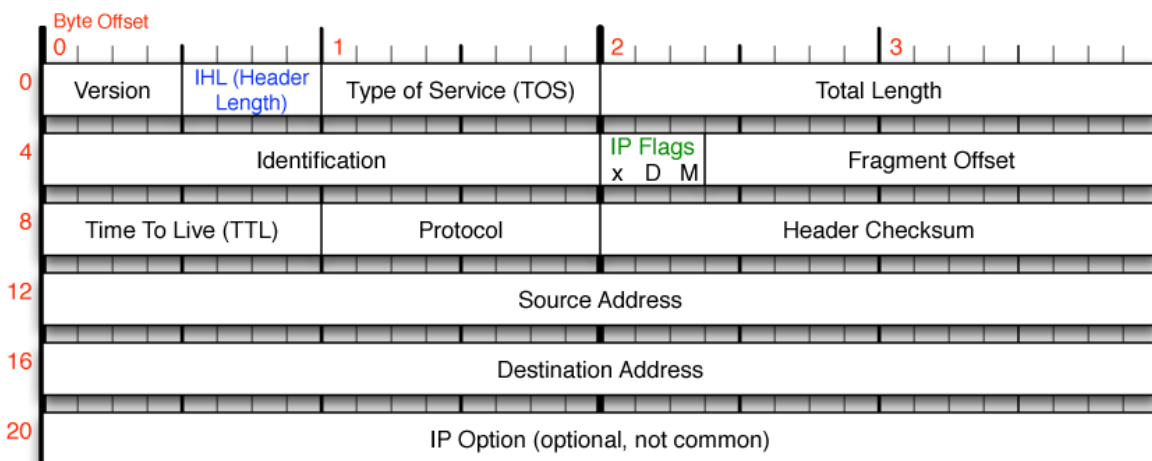 Byte Offset
0 1 2 3
0 Version IHL (Header Length) Type of Service (TOS) Total Length
4 Identification IP Flags Fragment Offset
x D M
8 Time To Live (TTL) Protocol Header Checksum
12 Source Address
16 Destination Address
20 IP Option (optional, not common)